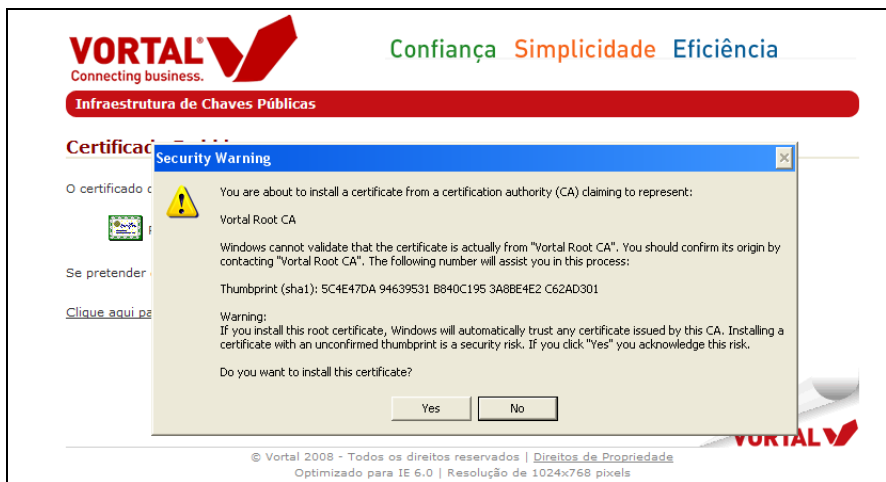 VORTAL
Connecting business.
Confiança Simplicidade Eficiência
Infraestrutura de Chaves Públicas
Security Warning
O certificado
You are about to install a certificate from a certification authority (CA) claiming to represent:
Vortal Root CA
Windows cannot validate that the certificate is actually from "Vortal Root CA". You should confirm its origin by
contacting "Vortal Root CA". The following number will assist you in this process:
Se pretender
Thumbprint (sha1): 5C4E47DA 94639531 B840C195 3A8BE4E2 C62AD301
Clique aqui
Warning:
If you install this root certificate, Windows will automatically trust any certificate issued by this CA. Installing a
certificate with an unconfirmed thumbprint is a security risk. If you click "Yes" you acknowledge this risk.
Do you want to install this certificate?
Yes No
VORTAL
© Vortal 2008 - Todos os direitos reservados | Direitos de Propriedade
Optimizado para IE 6.0 | Resolução de 1024x768 pixels